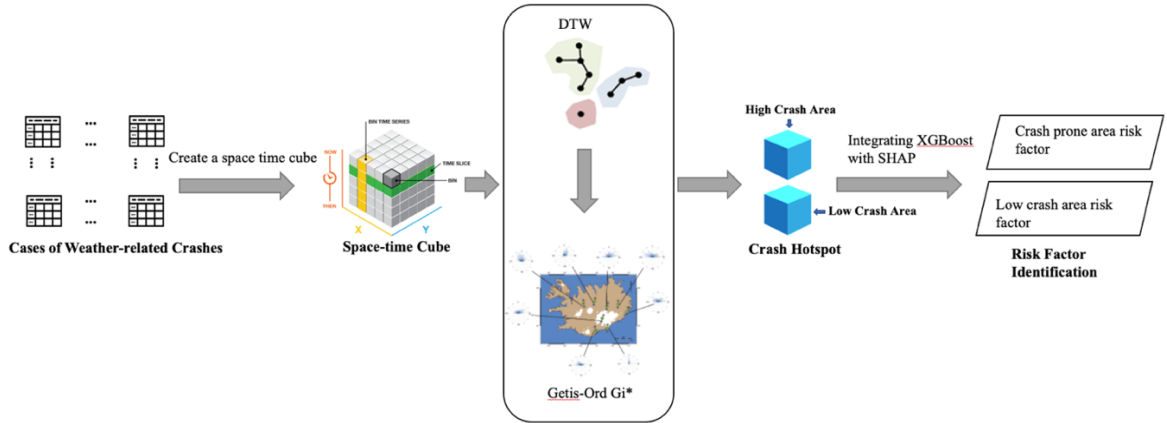 Cases of Weather-related Crashes
Create a space time cube
BIN TIME SERIES
NOW
TIME SLICE
BIN
THEN
X
Y
Space-time Cube
DTW
Getis-Ord Gi*
High Crash Area
Low Crash Area
Crash Hotspot
Integrating XGBoost
with SHAP
Crash prone area risk
factor
Low crash area risk
factor
Risk Factor
Identification